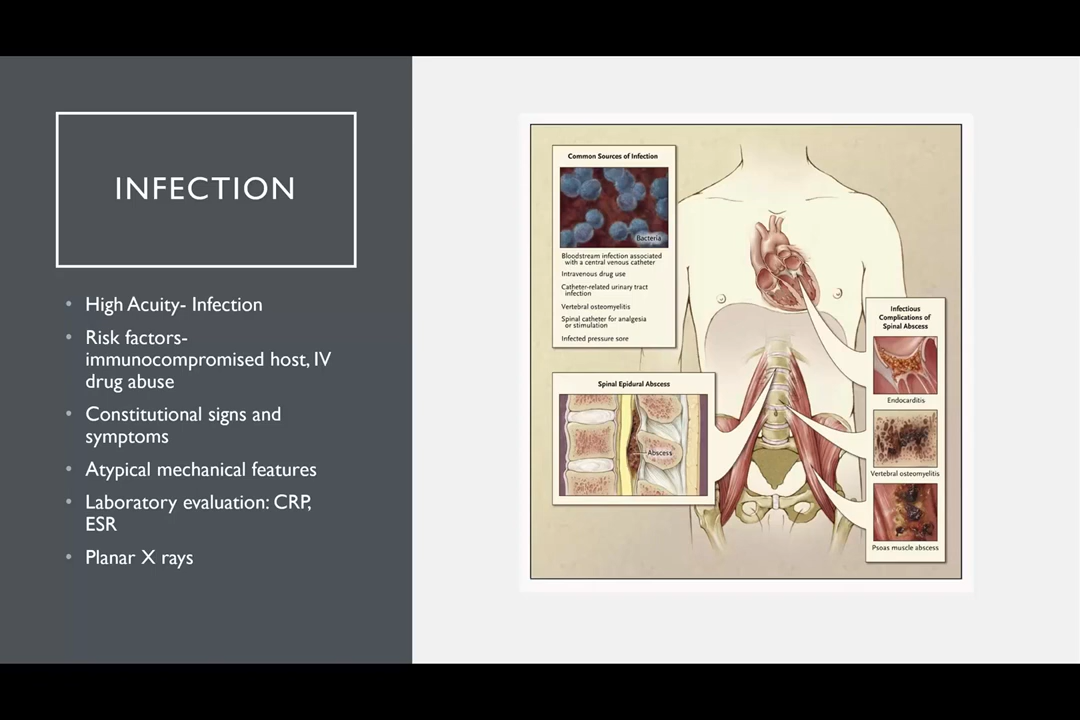 INFECTION
• High Acuity- Infection
• Risk factors-
immunocompromised host, IV
drug abuse
• Constitutional signs and
symptoms
• Atypical mechanical features
• Laboratory evaluation: CRP,
ESR
• Planar X rays
Common Sources of Infection
Bacteria
Bloodstream infection associated
with a central venous catheter
Intravenous drug use
Catheter-related urinary tract
infection
Vertebral osteomyelitis
Spinal catheter for analgesia
or stimulation
Infected pressure sore
Spinal Epidural Abscess
Abscess
Infectious
Complications of
Spinal Abscess
Endocarditis
Vertebral osteomyelitis
Psoas muscle abscess